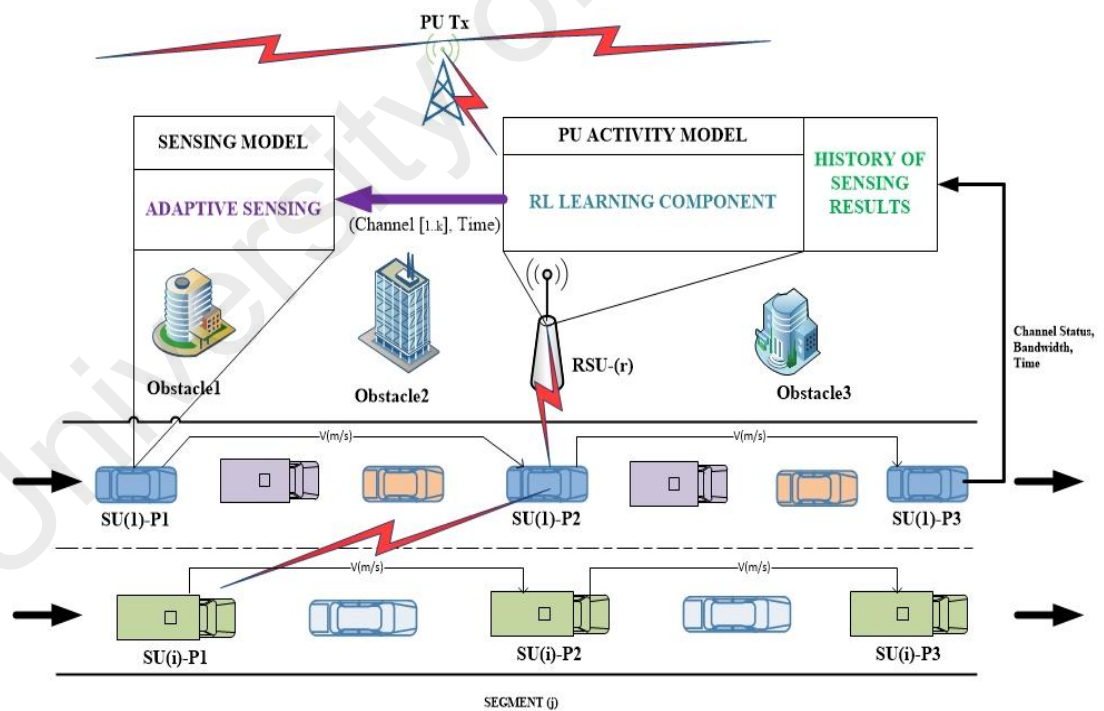 PU Tx
SENSING MODEL
PU ACTIVITY MODEL
ADAPTIVE SENSING
RL LEARNING COMPONENT
HISTORY OF
SENSING
RESULTS
(Channel [1..k], Time)
Channel Status,
Bandwidth,
Time
RSU-(r)
Obstacle1
Obstacle2
Obstacle3
V(m/s)
V(m/s)
SU(1)-P1
SU(1)-P2
SU(1)-P3
V(m/s)
V(m/s)
SU(i)-P1
SU(i)-P2
SU(i)-P3
SEGMENT (j)
University of